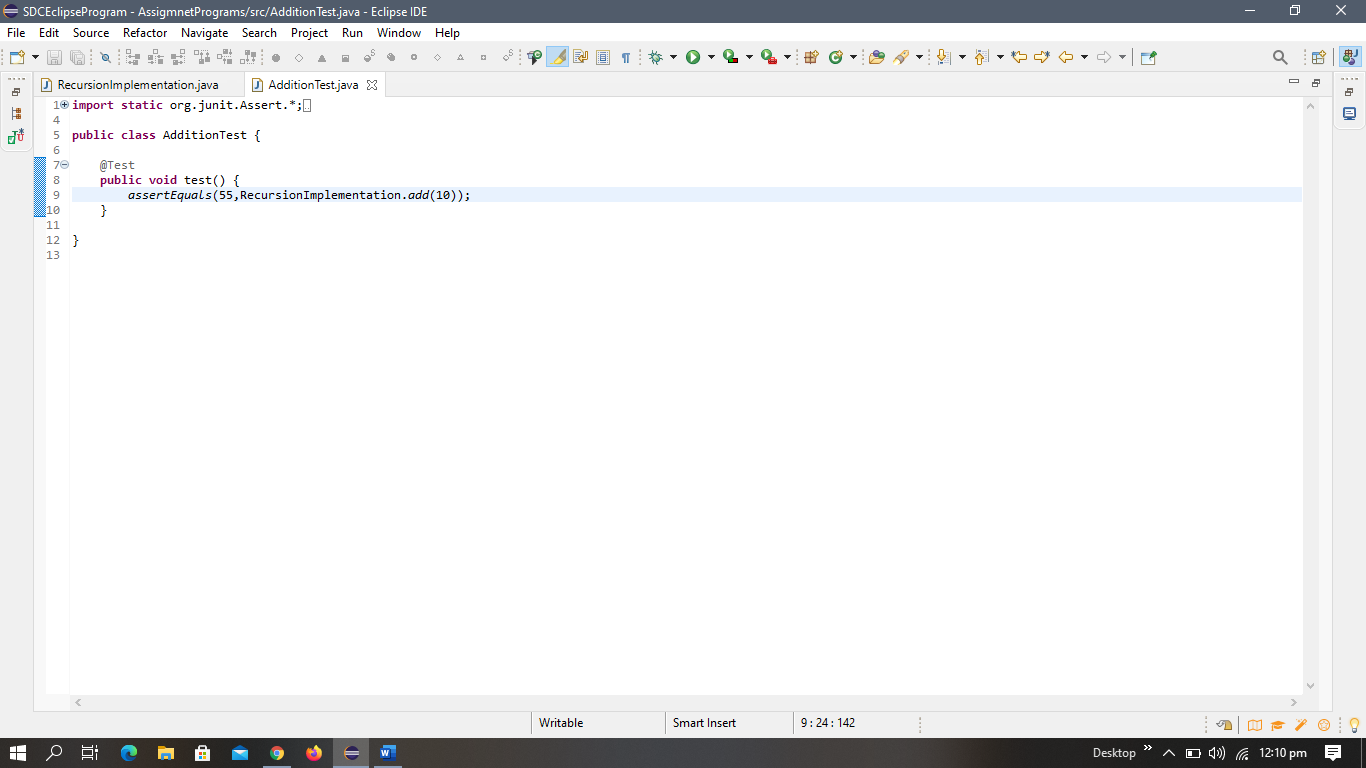 SDCEclipseProgram - AssigmnetPrograms/src/AdditionTest.java - Eclipse IDE
File Edit Source Refactor Navigate Search Project Run Window Help
RecursionImplementation.java AdditionTest.java
1 import static org.junit.Assert.*;
4
5 public class AdditionTest {
6
7 @Test
8 public void test() {
9 assertEquals(55,RecursionImplementation.add(10));
10 }
11
12 }
13
Writable Smart Insert 9 : 24 : 142
Desktop 12:10 pm